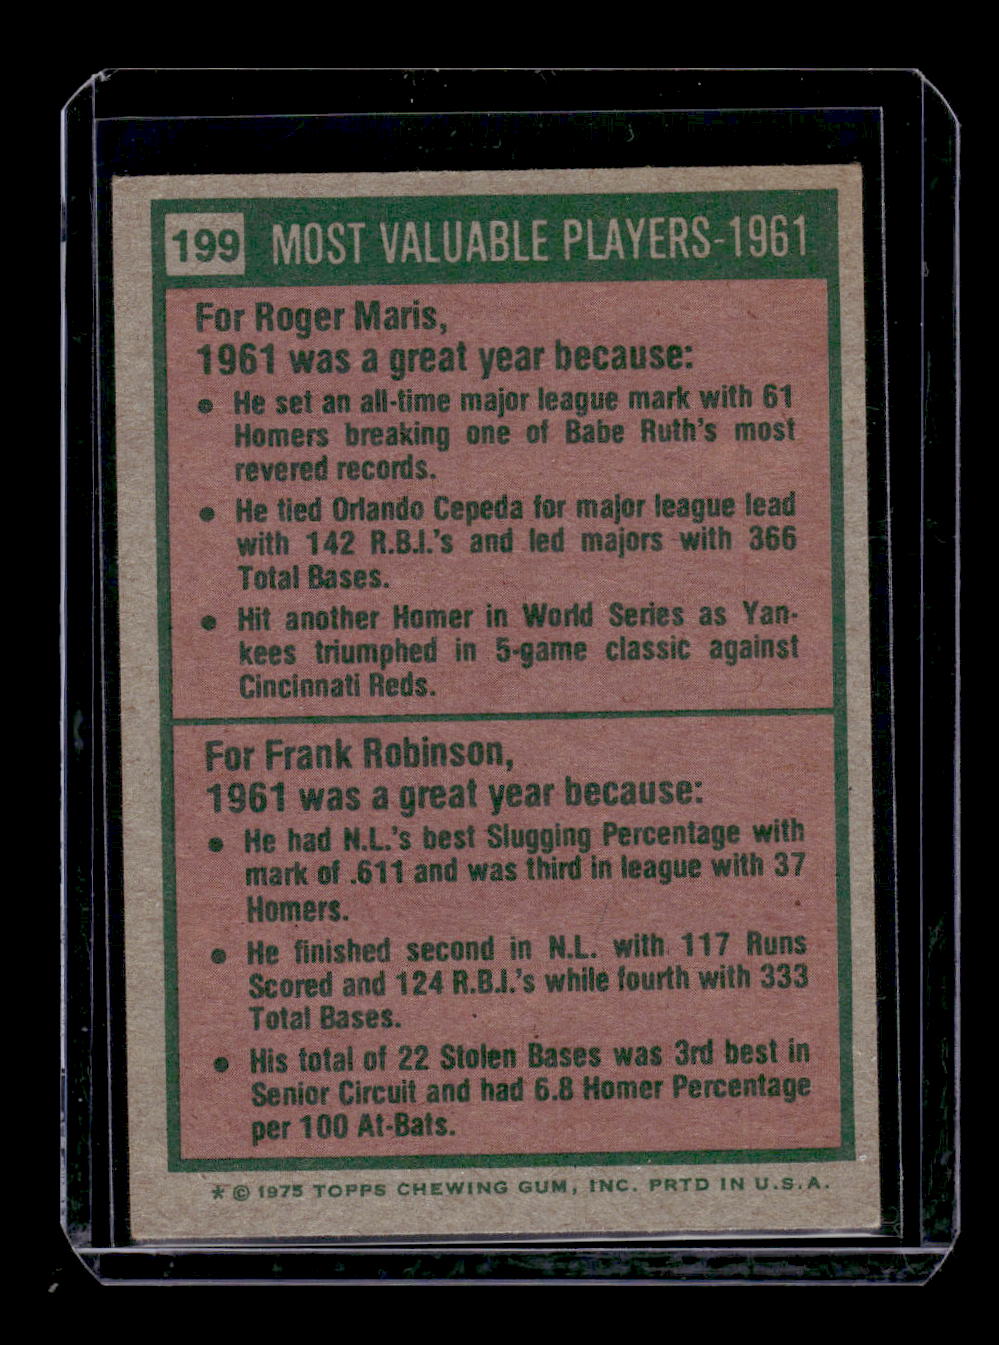 199 MOST VALUABLE PLAYERS-1961
For Roger Maris,
1961 was a great year because:
● He set an all-time major league mark with 61
Homers breaking one of Babe Ruth's most
revered records.
● He tied Orlando Cepeda for major league lead
with 142 R.B.I.'s and led majors with 366
Total Bases.
● Hit another Homer in World Series as Yan-
kees triumphed in 5-game classic against
Cincinnati Reds.
For Frank Robinson,
1961 was a great year because:
● He had N.L.'s best Slugging Percentage with
mark of .611 and was third in league with 37
Homers.
● He finished second in N.L. with 117 Runs
Scored and 124 R.B.I.'s while fourth with 333
Total Bases.
● His total of 22 Stolen Bases was 3rd best in
Senior Circuit and had 6.8 Homer Percentage
per 100 At-Bats.
* © 1975 TOPPS CHEWING GUM, INC. PRTD IN U.S.A.